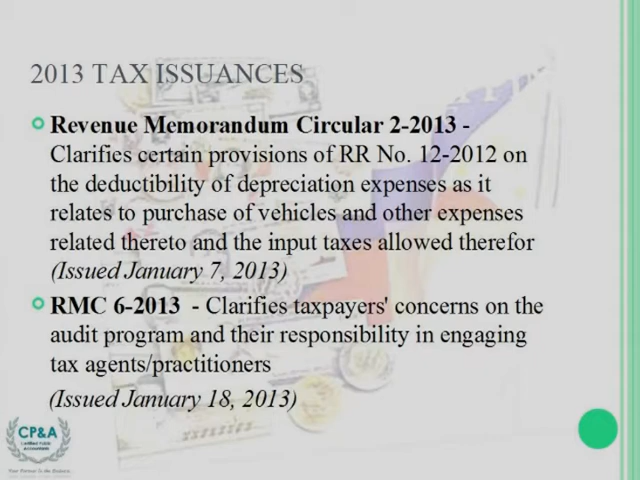 2013 TAX ISSUANCES
Revenue Memorandum Circular 2-2013 -
Clarifies certain provisions of RR No. 12-2012 on
the deductibility of depreciation expenses as it
relates to purchase of vehicles and other expenses
related thereto and the input taxes allowed therefor
(Issued January 7, 2013)
RMC 6-2013 - Clarifies taxpayers' concerns on the
audit program and their responsibility in engaging
tax agents/practitioners
(Issued January 18, 2013)
CP&A
Certified Public
Accountants